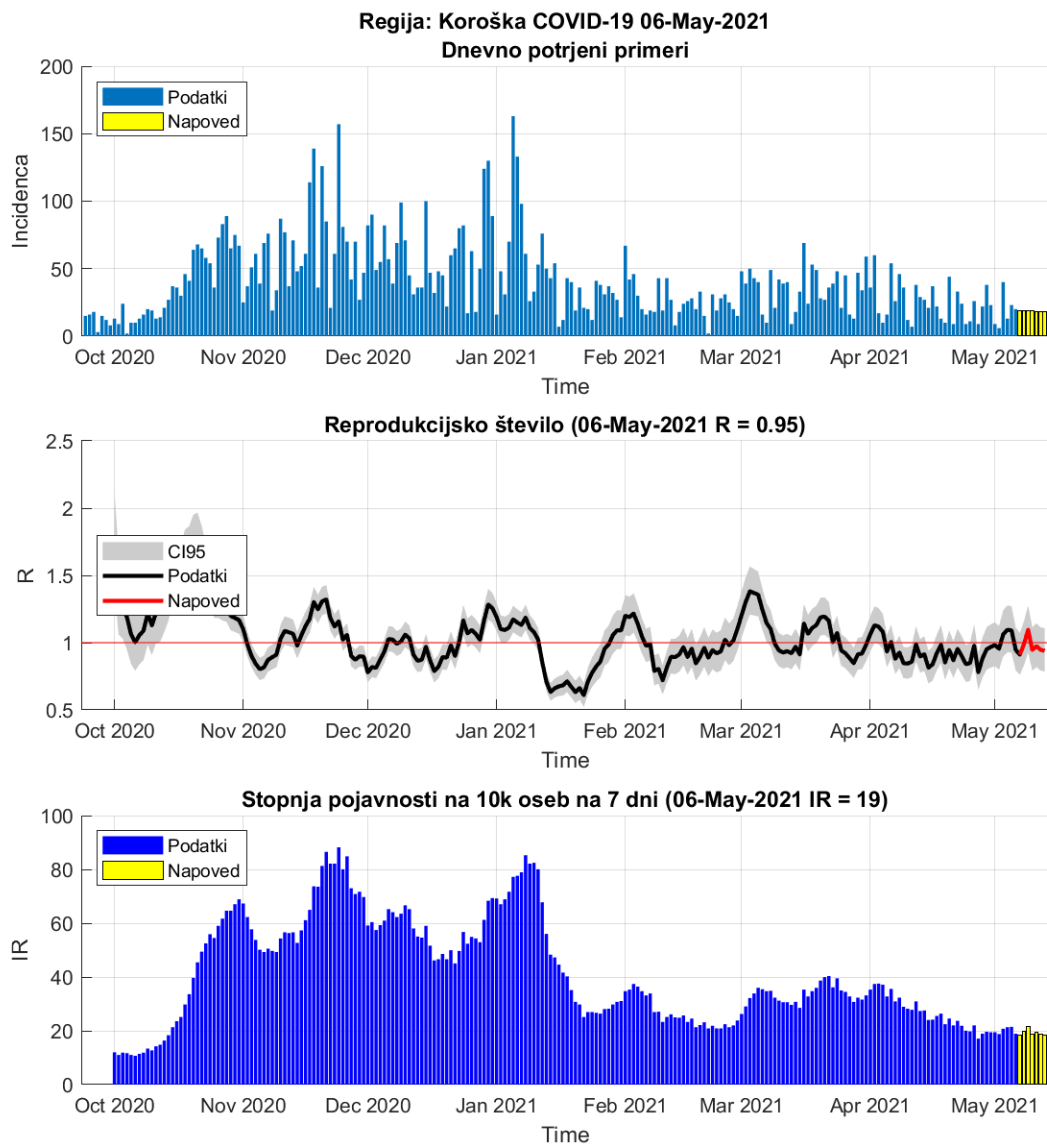 Regija: Koroška COVID-19 06-May-2021
Dnevno potrjeni primeri
200
150
100
50
0
Incidenca
Podatki
Napoved
Oct 2020 Nov 2020 Dec 2020 Jan 2021 Feb 2021 Mar 2021 Apr 2021 May 2021
Time
Reprodukcijsko število (06-May-2021 R = 0.95)
2.5
2
1.5
1
0.5
R
CI95
Podatki
Napoved
Oct 2020 Nov 2020 Dec 2020 Jan 2021 Feb 2021 Mar 2021 Apr 2021 May 2021
Time
Stopnja pojavnosti na 10k oseb na 7 dni (06-May-2021 IR = 19)
100
80
60
40
20
0
IR
Podatki
Napoved
Oct 2020 Nov 2020 Dec 2020 Jan 2021 Feb 2021 Mar 2021 Apr 2021 May 2021
Time